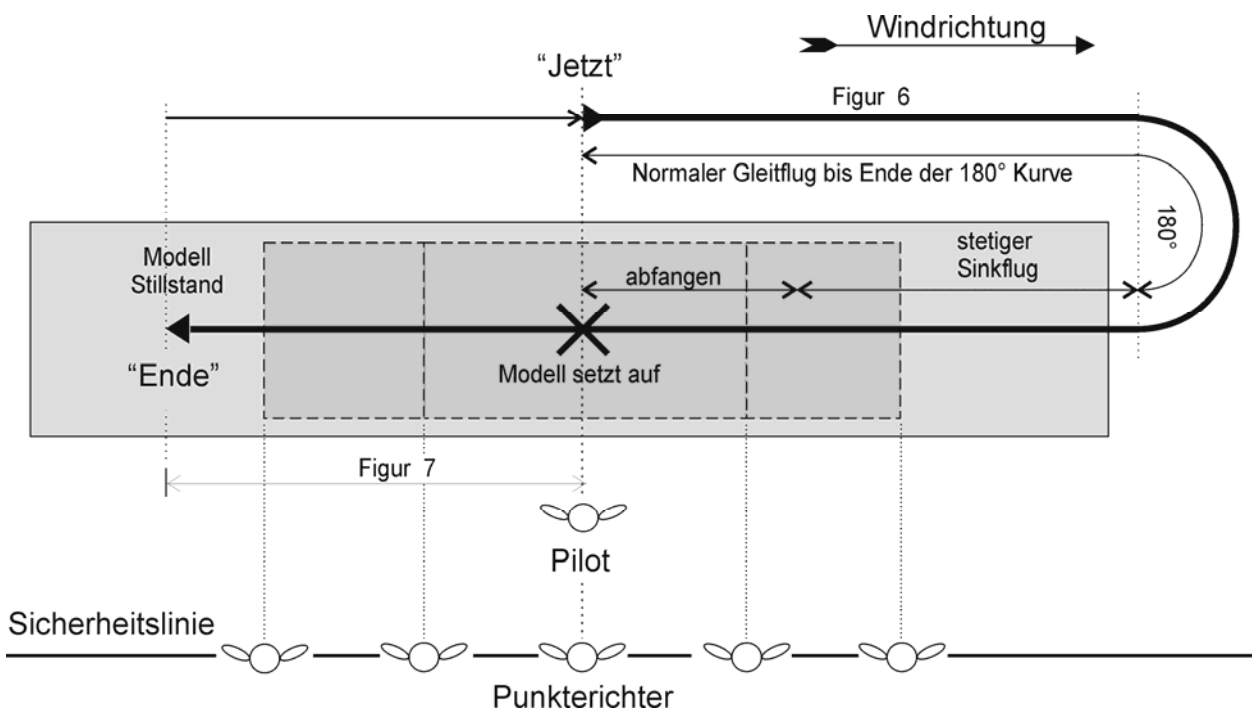 Windrichtung
“Jetzt”
Figur 6
Normaler Gleitflug bis Ende der 180° Kurve
180°
Modell
Stillstand
stetiger
Sinkflug
abfangen
“Ende”
Modell setzt auf
Figur 7
Pilot
Sicherheitslinie
Punkterichter